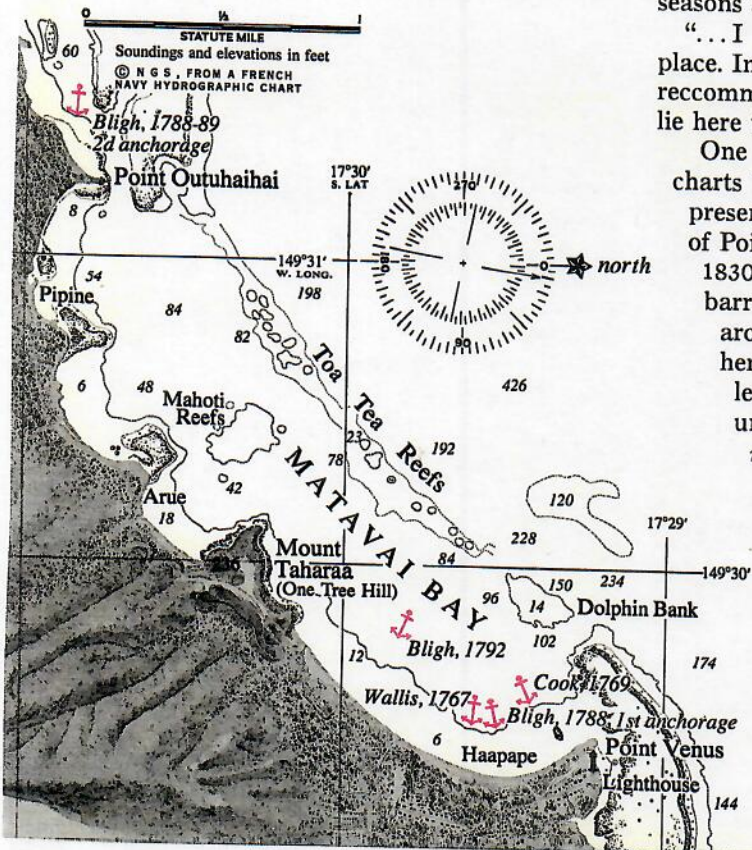 0 ½ 1
STATUTE MILE
Soundings and elevations in feet
© N G S , FROM A FRENCH
NAVY HYDROGRAPHIC CHART
60
Bligh, 1788-89
2d anchorage
Point Outuhaihai
17°30′
S. LAT
8
149°31′
W. LONG.
54
198
Pipine
84
82
270
180
0
90
north
Toa Tea Reefs
426
6
48
Mahoti
Reefs
23
192
78
MATAVAI BAY
42
Arue
18
120
228
17°29′
84
Mount
Taharaa
(One Tree Hill)
149°30′
150
234
96
14
Dolphin Bank
102
Bligh, 1792
12
174
Cook, 1769
Wallis, 1767
Bligh, 1788, 1st anchorage
6
Haapape
Point Venus
Lighthouse
144
seasons
“...I
place. In
reccomm
lie here
One
charts
presen
of Poi
1830
barr
aro
her
le